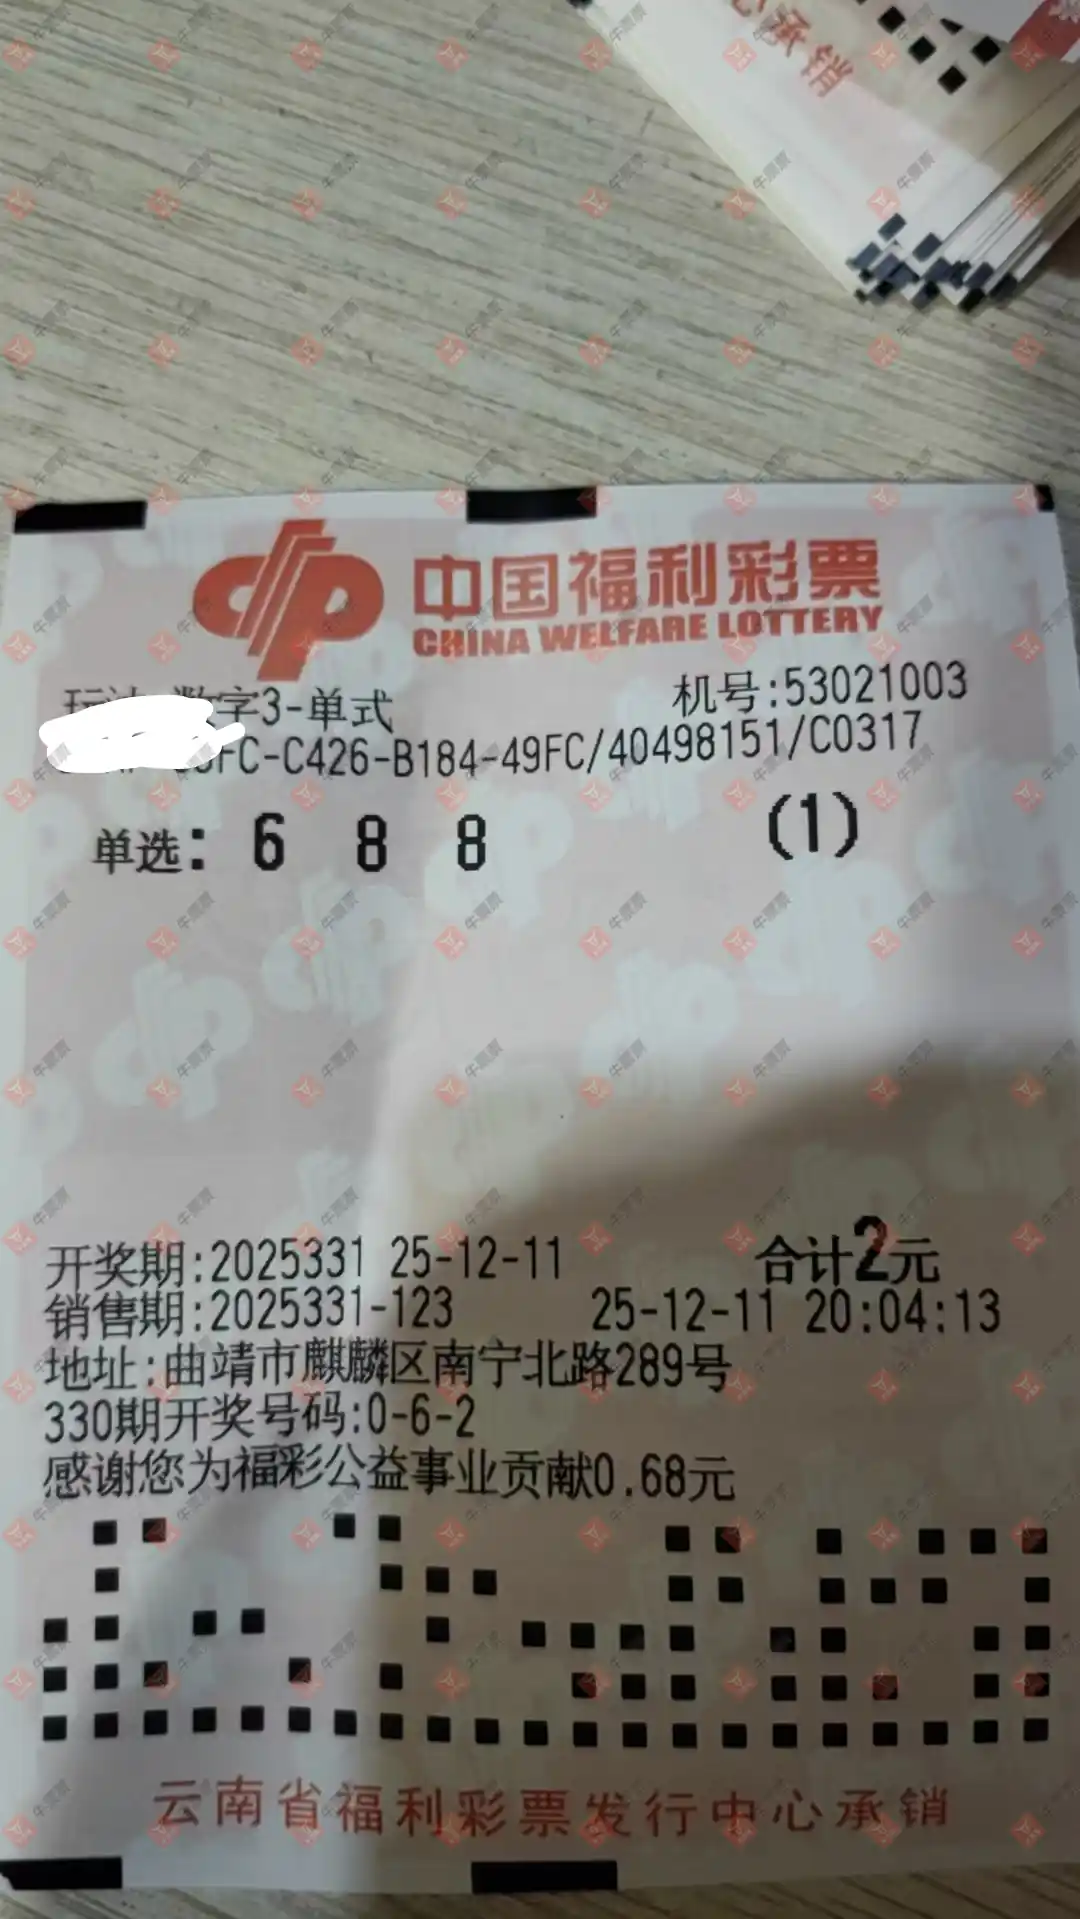 心承销
中国福利彩票
CHINA WELFARE LOTTERY
数字3-单式 机号:53021003
FC-C426-B184-49FC/40498151/C0317
单选: 6 8 8 (1)
开奖期:2025331 25-12-11 合计2元
销售期:2025331-123 25-12-11 20:04:13
地址:曲靖市麒麟区南宁北路289号
330期开奖号码:0-6-2
感谢您为福彩公益事业贡献0.68元
云南省福利彩票发行中心承销